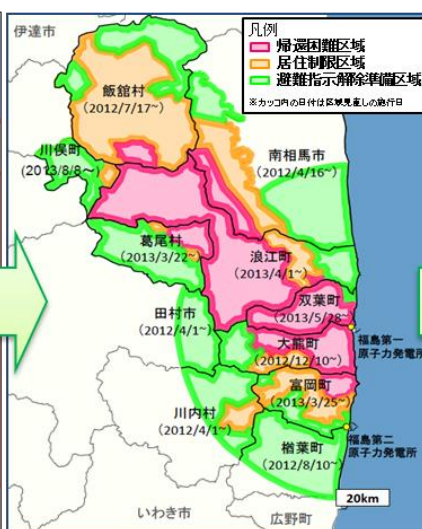 伊達市
凡例
帰還困難区域
居住制限区域
避難指示解除準備区域
※カッコ内の日付は区域見直しの施行日
飯舘村
(2012/7/17~)
川俣町
(2013/8/8~)
南相馬市
(2012/4/16~)
葛尾村
(2013/3/22~)
浪江町
(2013/4/1~)
双葉町
(2013/5/28~)
田村市
(2012/4/1~)
大熊町
(2012/12/10~)
福島第一
原子力発電所
富岡町
(2013/3/25~)
川内村
(2012/4/1~)
福島第二
原子力発電所
楢葉町
(2012/8/10~)
20km
いわき市
広野町